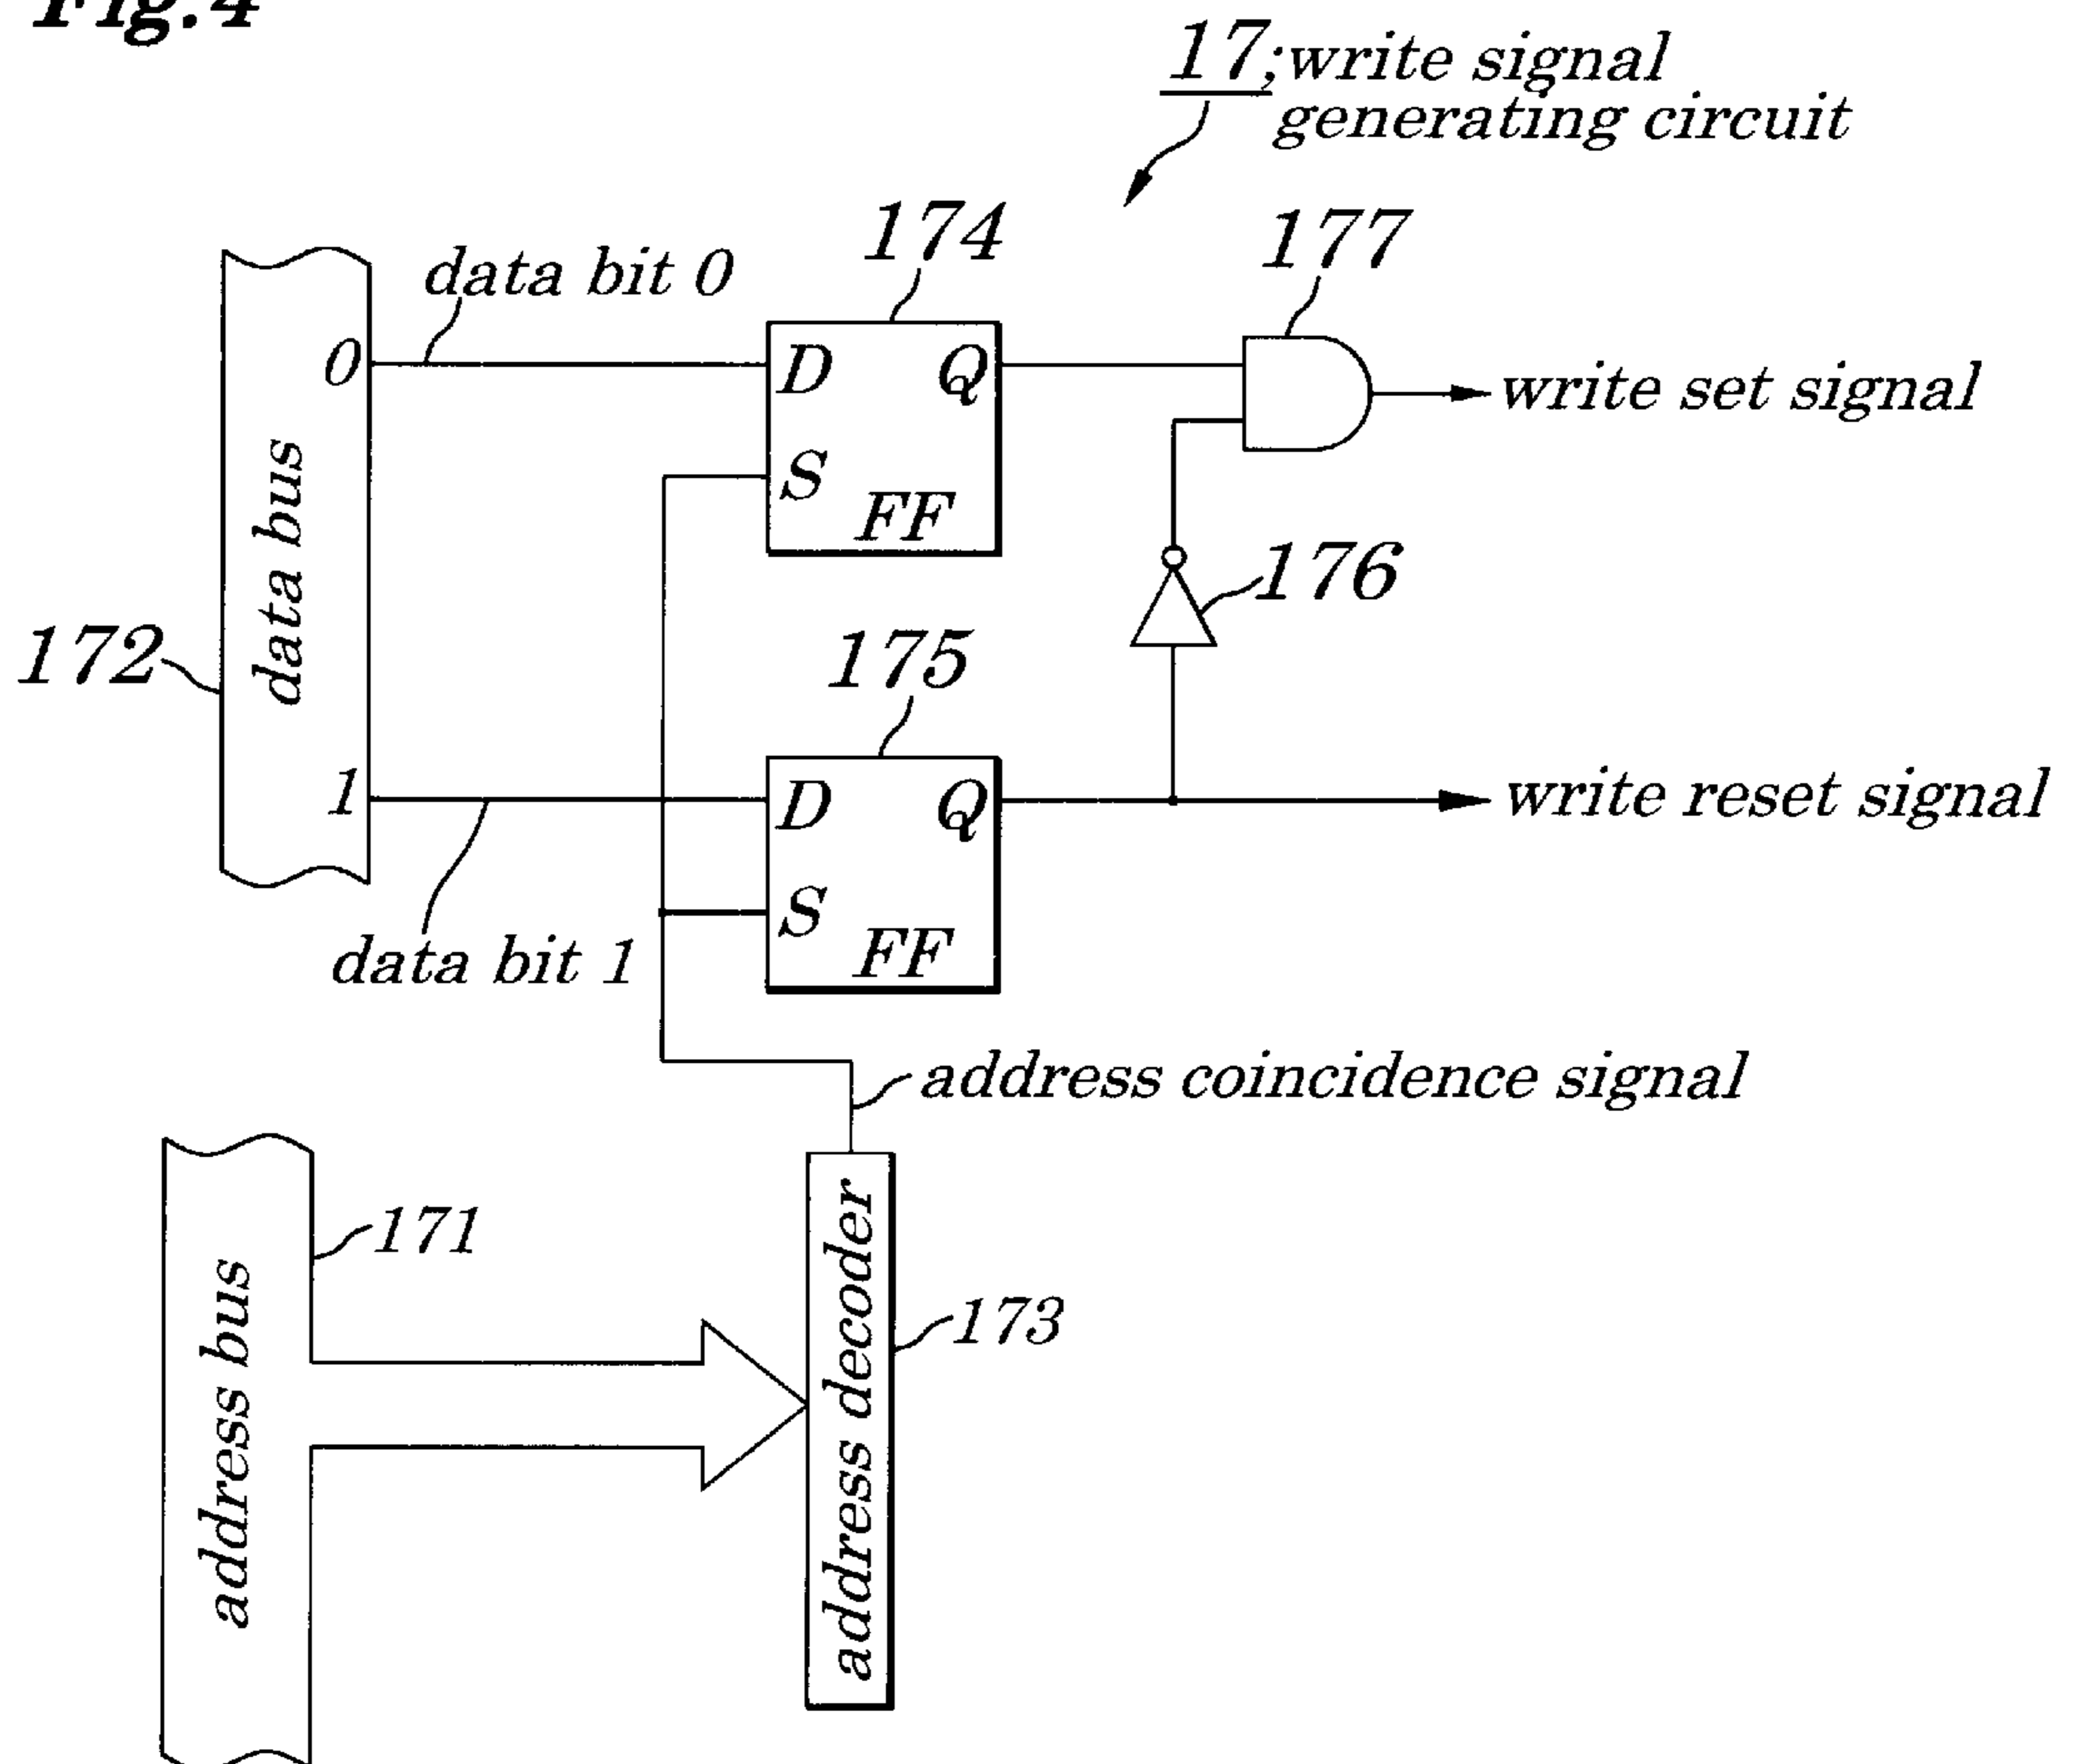 Fig. 4
17; write signal
generating circuit
174
177
data bit 0
0
D
Q
write set signal
S
FF
data bus
176
172
175
1
D
Q
write reset signal
S
FF
data bit 1
address coincidence signal
171
address bus
173
address decoder